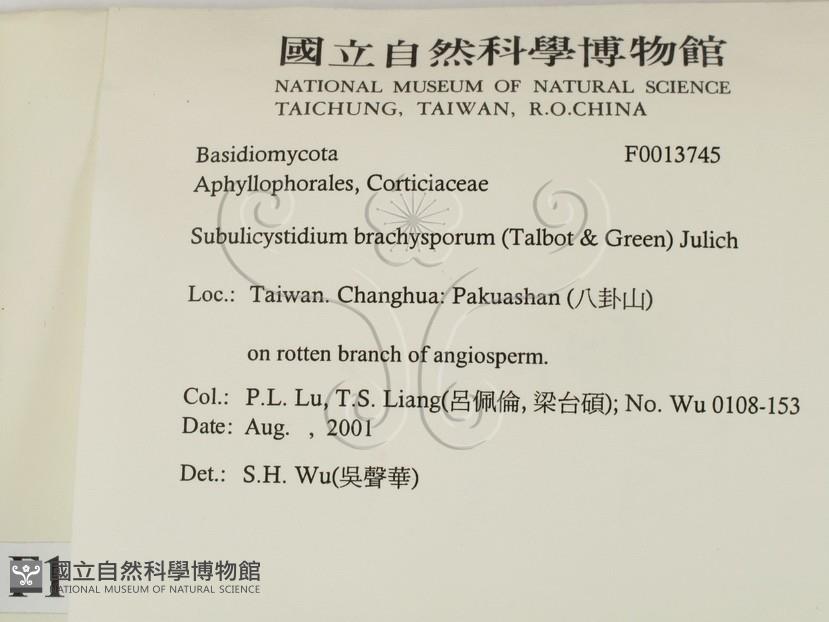 國立自然科學博物館
NATIONAL MUSEUM OF NATURAL SCIENCE
TAICHUNG, TAIWAN, R.O.CHINA
Basidiomycota F0013745
Aphyllophorales, Corticiaceae
Subulicystidium brachysporum (Talbot & Green) Julich
Loc.: Taiwan. Changhua: Pakuashan (八卦山)
on rotten branch of angiosperm.
Col.: P.L. Lu, T.S. Liang(呂佩倫, 梁台碩); No. Wu 0108-153
Date: Aug. , 2001
Det.: S.H. Wu(吳聲華)
F1
國立自然科學博物館
NATIONAL MUSEUM OF NATURAL SCIENCE